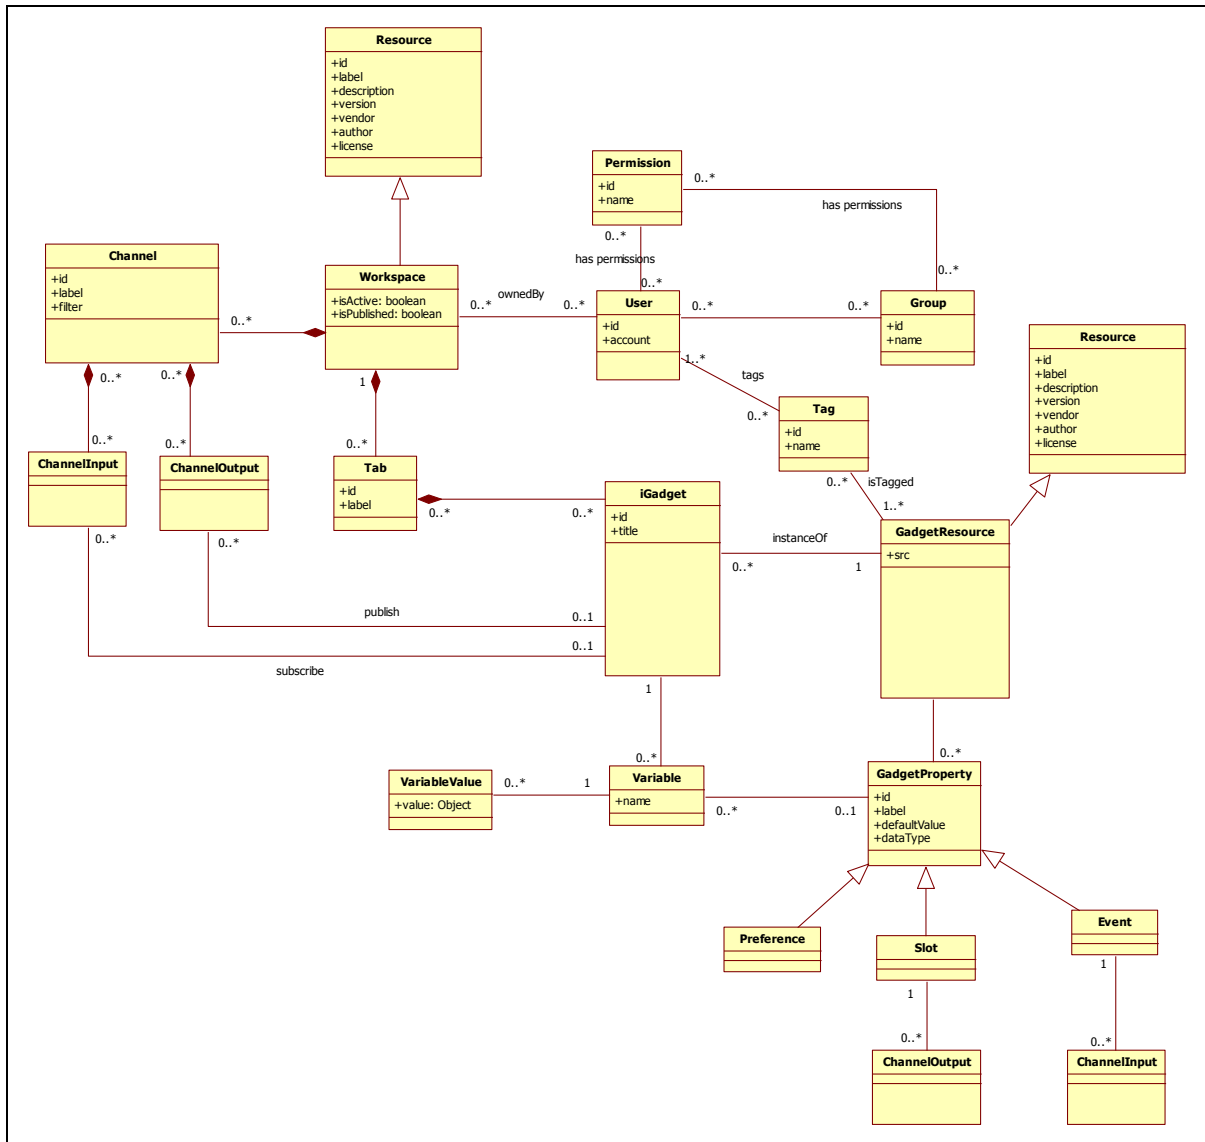 Resource
+id
+label
+description
+version
+vendor
+author
+license
Permission
+id
+name
0..*
has permissions
0..*
has permissions
0..*
0..*
Channel
+id
+label
+filter
Workspace
+isActive: boolean
+isPublished: boolean
ownedBy
0..*
0..*
User
+id
+account
0..*
0..*
Group
+id
+name
Resource
+id
+label
+description
+version
+vendor
+author
+license
0..*
0..*
0..*
1
1..*
tags
0..*
Tag
+id
+name
0..*
0..*
ChannelInput
ChannelOutput
Tab
+id
+label
0..*
0..*
iGadget
+id
+title
0..*
isTagged
1..*
GadgetResource
+src
instanceOf
0..*
1
0..*
0..*
publish
0..1
subscribe
0..1
1
0..*
0..*
VariableValue
+value: Object
0..*
1
Variable
+name
0..*
0..1
GadgetProperty
+id
+label
+defaultValue
+dataType
Preference
Slot
Event
1
1
0..*
0..*
ChannelOutput
ChannelInput